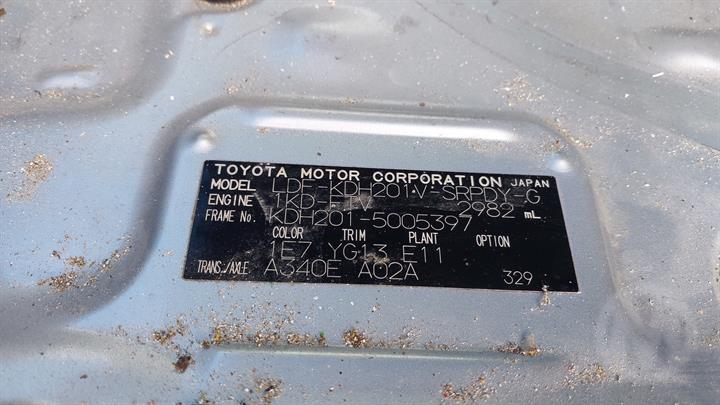 TOYOTA MOTOR CORPORATION JAPAN
MODEL LDF-KDH201V-SRPDY-G
ENGINE 1KD-FTV 2982 mL
FRAME No. KDH201-5005397
COLOR TRIM PLANT OPTION
1E7 YG13 E11
TRANS./AXLE A340E A02A 329